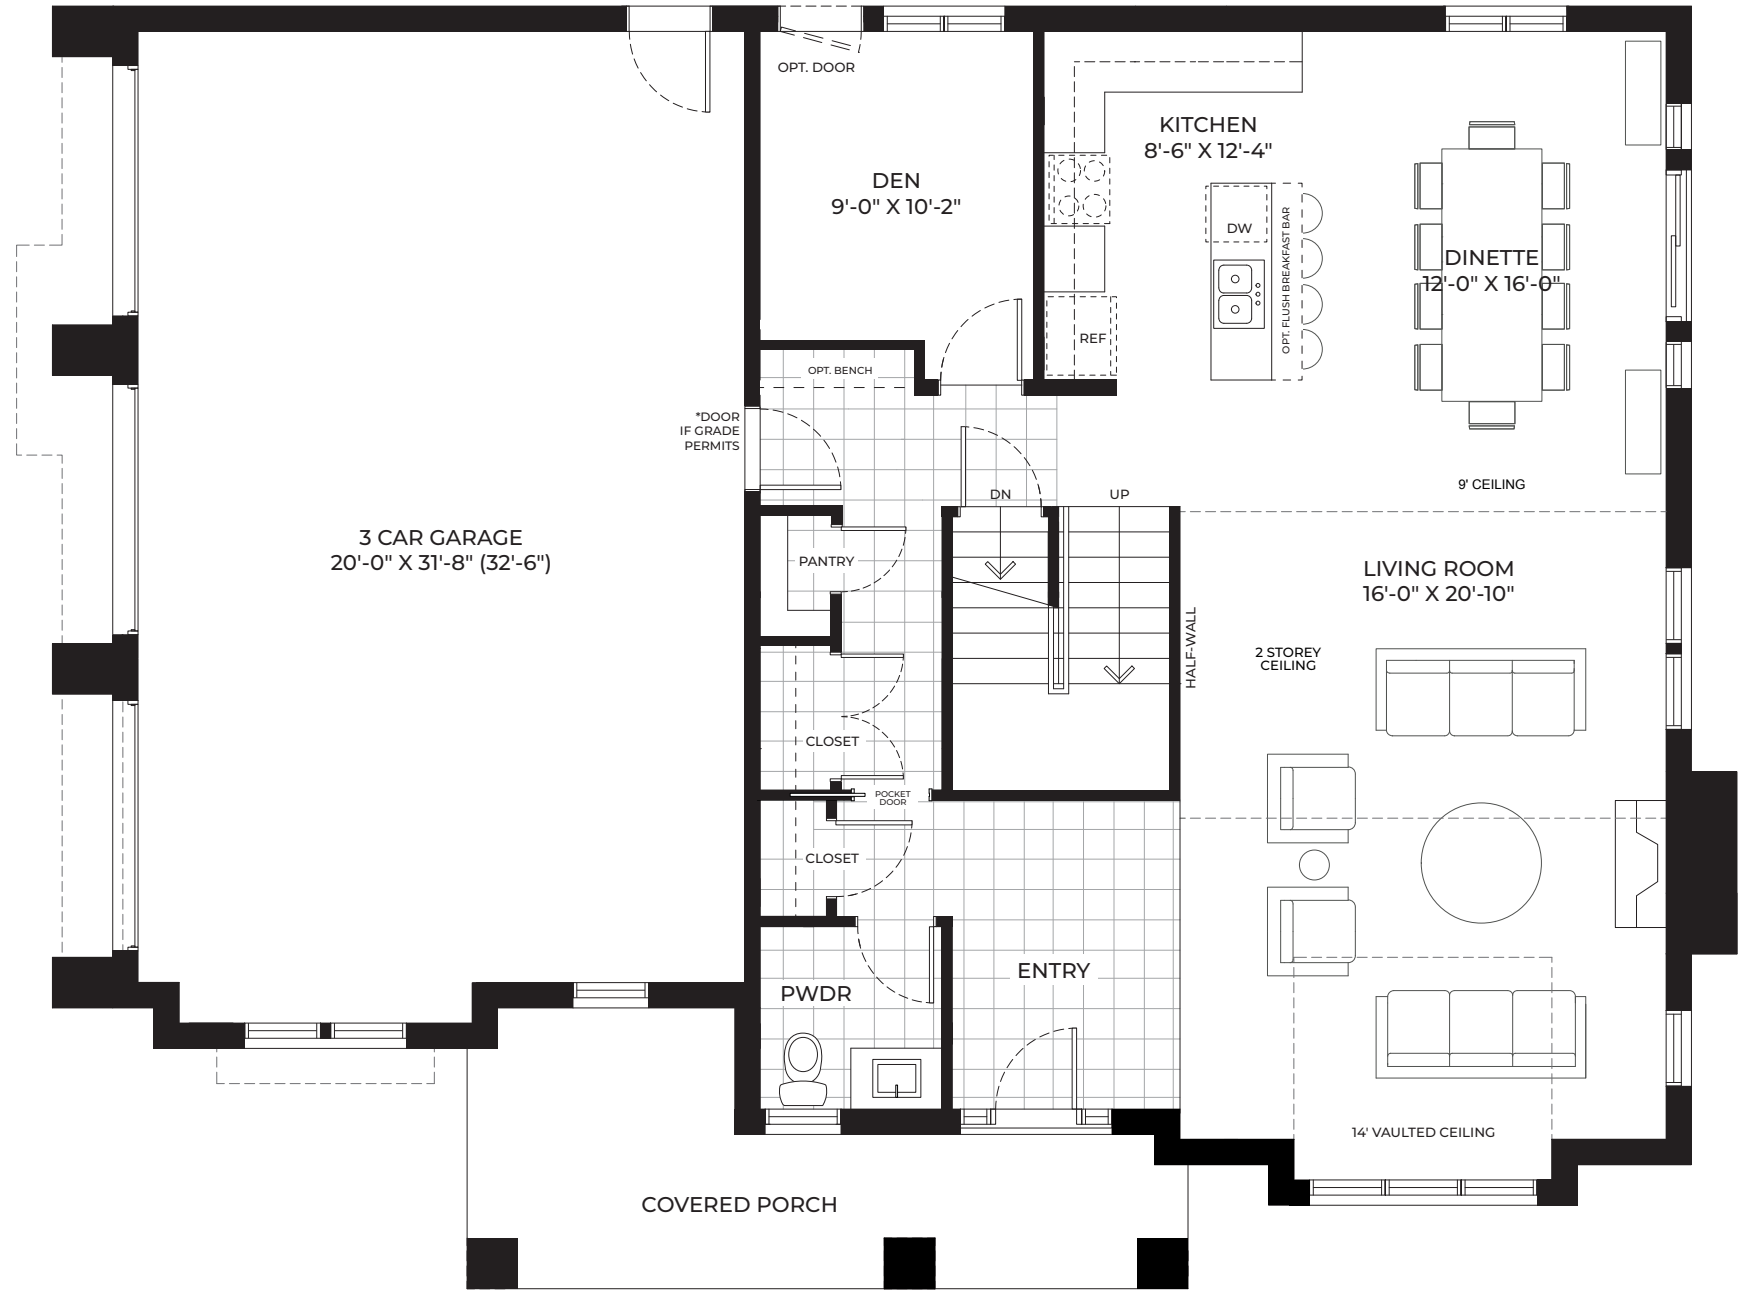 OPT. DOOR
KITCHEN
8'-6" X 12'-4"
DEN
9'-0" X 10'-2"
DW
OPT. FLUSH BREAKFAST BAR
DINETTE
12'-0" X 16'-0"
REF
OPT. BENCH
*DOOR
IF GRADE
PERMITS
9' CEILING
DN
UP
3 CAR GARAGE
20'-0" X 31'-8" (32'-6")
PANTRY
LIVING ROOM
16'-0" X 20'-10"
HALF-WALL
2 STOREY
CEILING
CLOSET
POCKET
DOOR
CLOSET
ENTRY
PWDR
14' VAULTED CEILING
COVERED PORCH